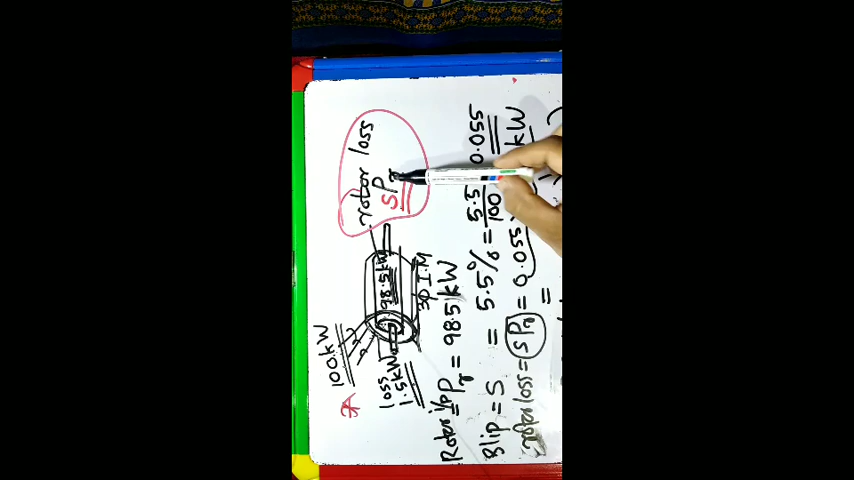 100kW
loss
1.5kW
98.5kW
3φ I.M
rotor loss
SPr
Rotor i/p Pr = 98.5 kW
Slip = S = 5.5% = 5.5/100 0.055
rotor loss = SPr = 0.055 kW
=